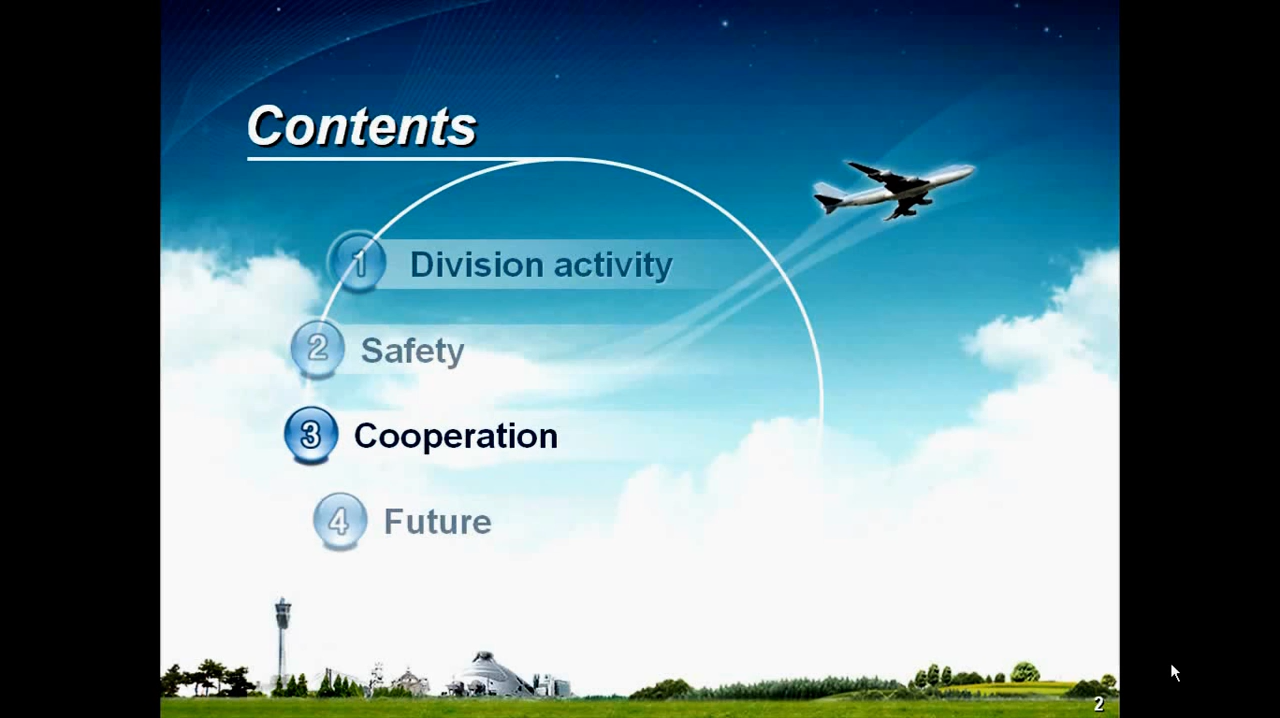 Contents
1 Division activity
2 Safety
3 Cooperation
4 Future
2